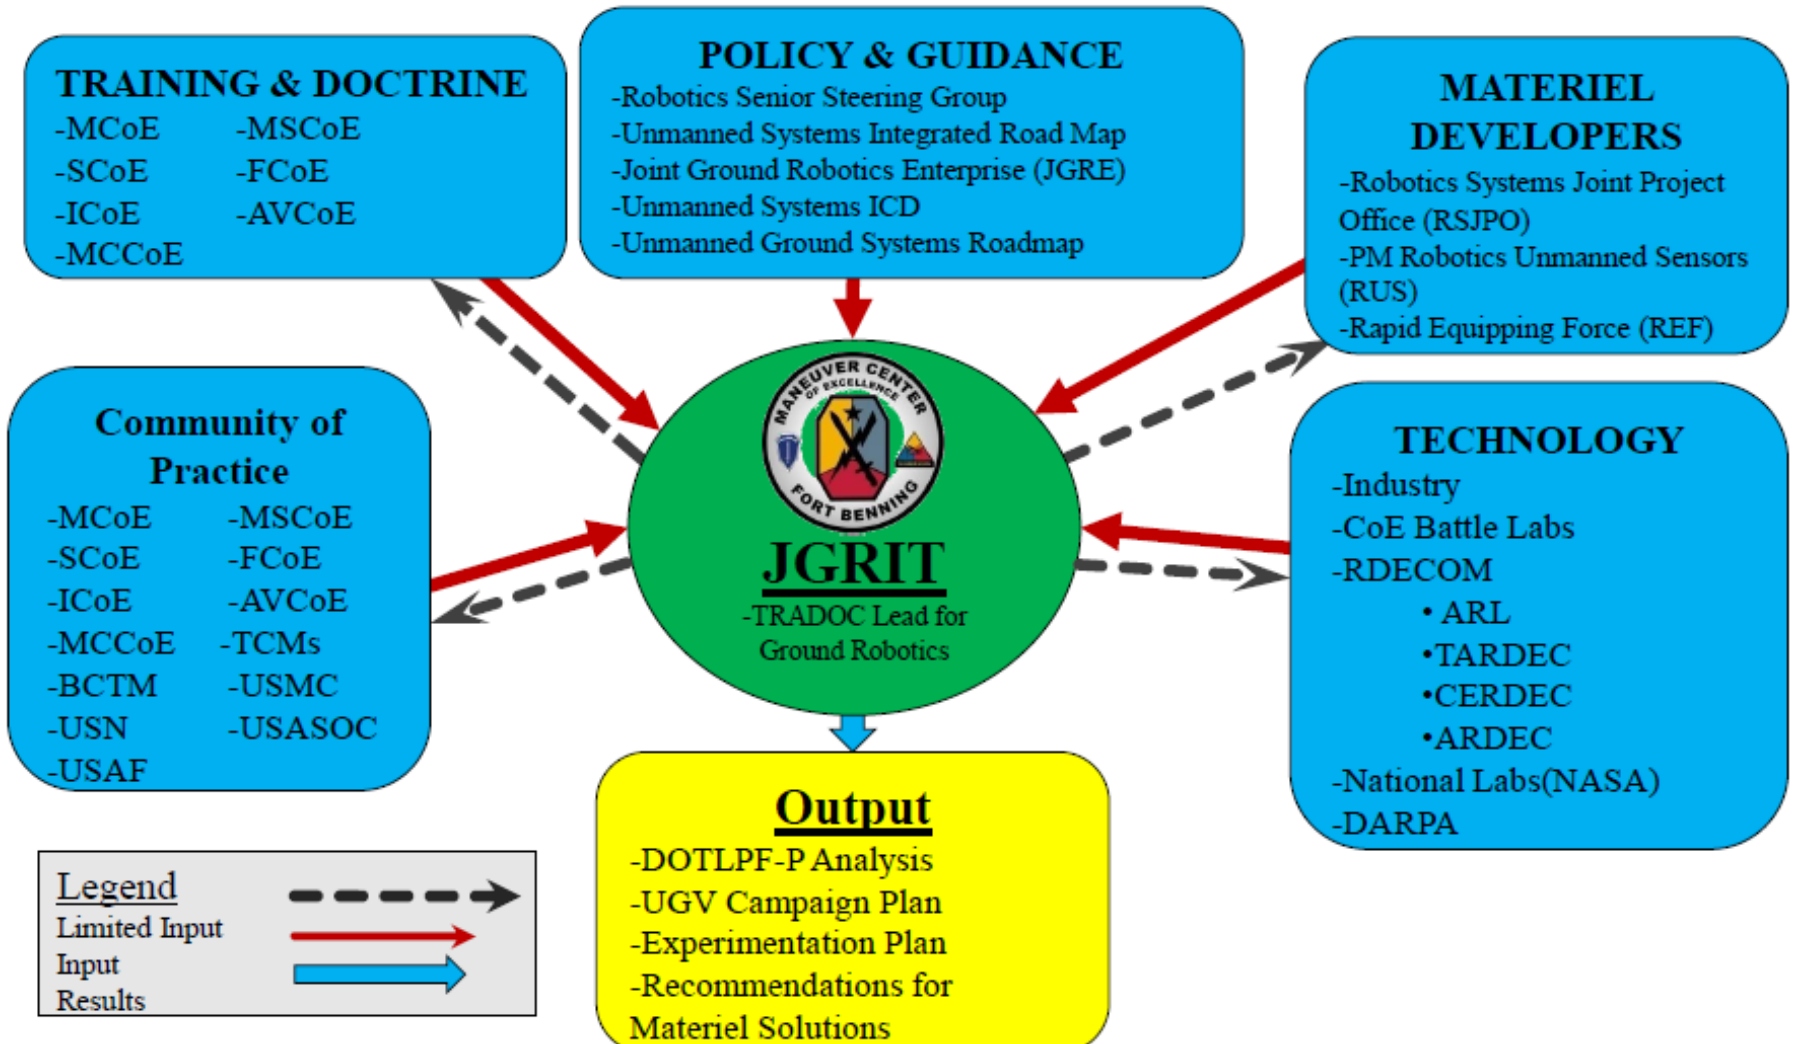 TRAINING & DOCTRINE
-MCoE -MSCoE
-SCoE -FCoE
-ICoE -AVCoE
-MCCoE
POLICY & GUIDANCE
-Robotics Senior Steering Group
-Unmanned Systems Integrated Road Map
-Joint Ground Robotics Enterprise (JGRE)
-Unmanned Systems ICD
-Unmanned Ground Systems Roadmap
MATERIEL
DEVELOPERS
-Robotics Systems Joint Project
Office (RSJPO)
-PM Robotics Unmanned Sensors
(RUS)
-Rapid Equipping Force (REF)
Community of
Practice
-MCoE -MSCoE
-SCoE -FCoE
-ICoE -AVCoE
-MCCoE -TCMs
-BCTM -USMC
-USN -USASOC
-USAF
MANEUVER CENTER
OF EXCELLENCE
FORT BENNING
JGRIT
-TRADOC Lead for
Ground Robotics
TECHNOLOGY
-Industry
-CoE Battle Labs
-RDECOM
• ARL
•TARDEC
•CERDEC
•ARDEC
-National Labs(NASA)
-DARPA
Legend
Limited Input
Input
Results
Output
-DOTLPF-P Analysis
-UGV Campaign Plan
-Experimentation Plan
-Recommendations for
Materiel Solutions